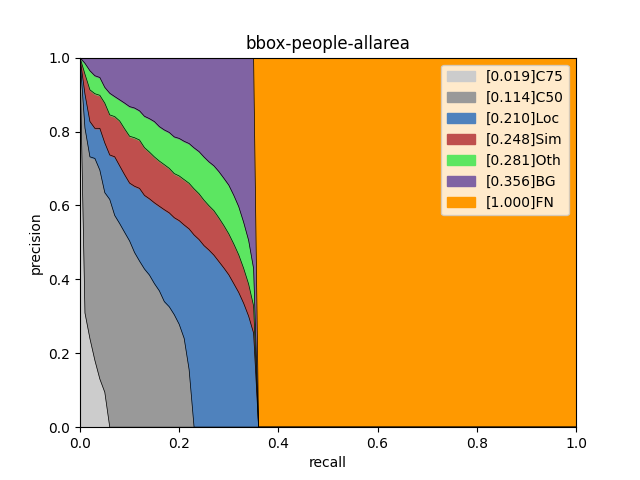 bbox-people-allarea
1.0
0.8
0.6
0.4
0.2
0.0
precision
[0.019]C75
[0.114]C50
[0.210]Loc
[0.248]Sim
[0.281]Oth
[0.356]BG
[1.000]FN
0.0 0.2 0.4 0.6 0.8 1.0
recall